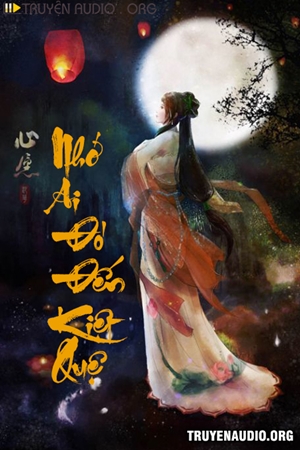 TRUYỆN AUDIO. ORG
心愿
Nhớ
Ai
Đó
Đến
Kiệt
Quệ
TRUYENAUDIO.ORG